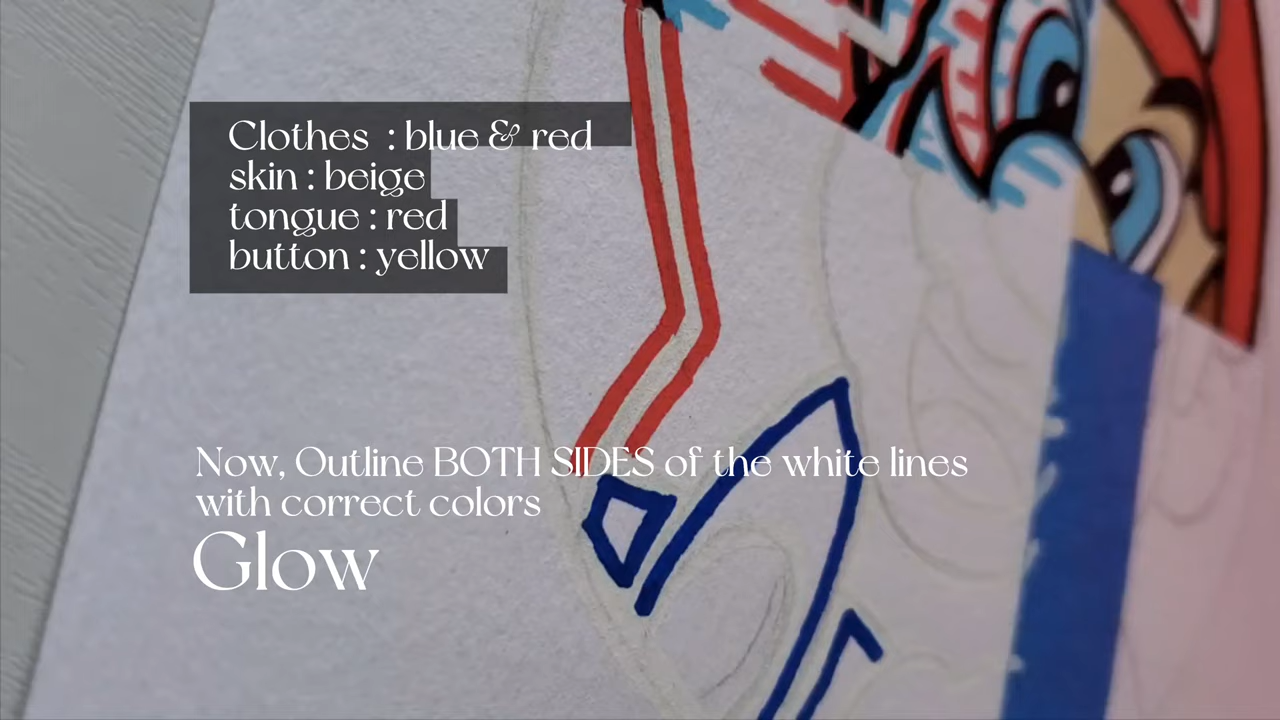 Clothes : blue & red
skin : beige
tongue : red
button : yellow
Now, Outline BOTH SIDES of the white lines
with correct colors
Glow